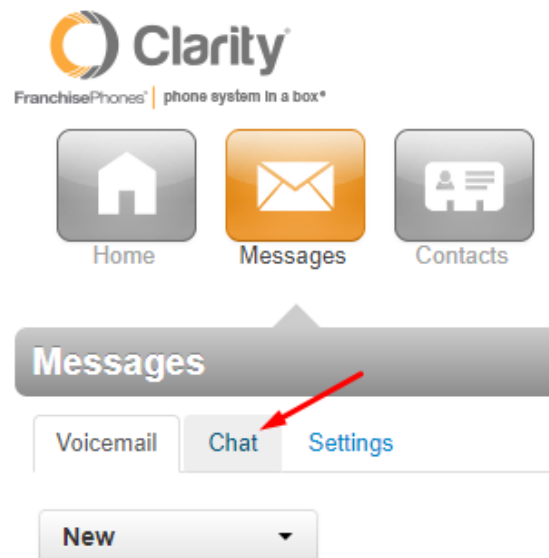 Clarity
FranchisePhones® phone system in a box®
Home Messages Contacts
Messages
Voicemail Chat Settings
New